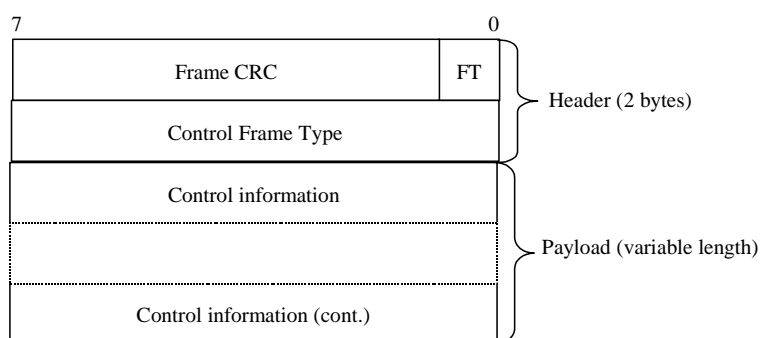 7 0
Frame CRC FT
Header (2 bytes)
Control Frame Type
Control information
Payload (variable length)
Control information (cont.)